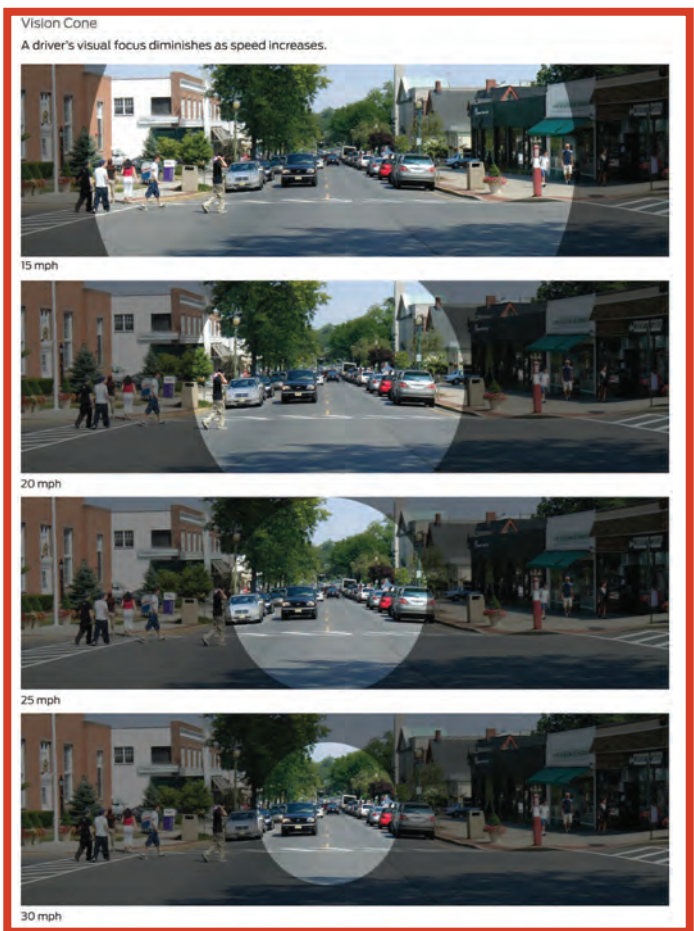 Vision Cone
A driver's visual focus diminishes as speed increases.
15 mph
20 mph
25 mph
30 mph